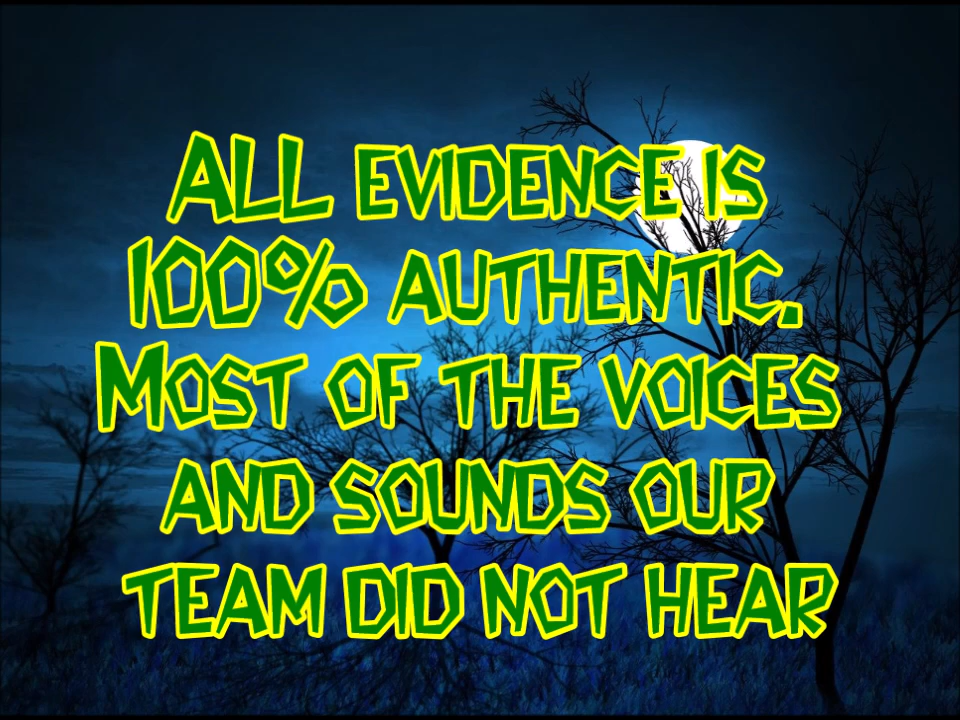 ALL EVIDENCE IS
100% AUTHENTIC.
MOST OF THE VOICES
AND SOUNDS OUR
TEAM DID NOT HEAR